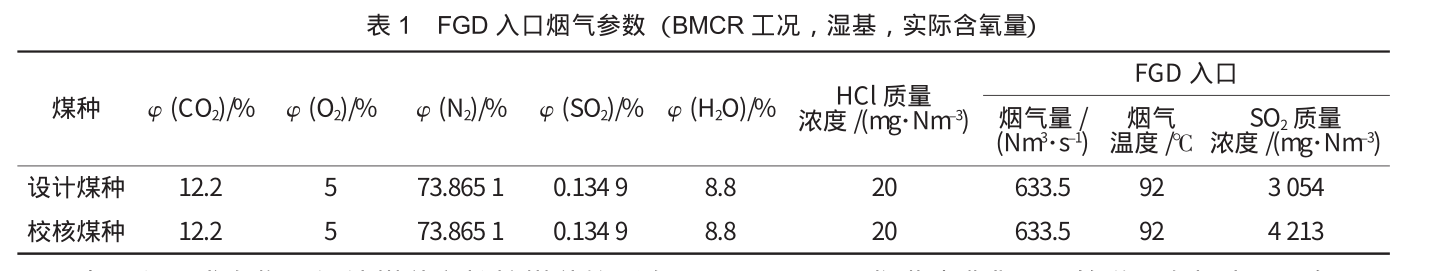 表 1 FGD 入口烟气参数（BMCR 工况，湿基，实际含氧量）
煤种 φ (CO2)/% φ (O2)/% φ (N2)/% φ (SO2)/% φ (H2O)/% HCl 质量浓度 /(mg·Nm–3) FGD 入口
烟气量 /(Nm3·s–1) 烟气温度 /℃ SO2 质量浓度 /(mg·Nm–3)
设计煤种 12.2 5 73.865 1 0.134 9 8.8 20 633.5 92 3 054
校核煤种 12.2 5 73.865 1 0.134 9 8.8 20 633.5 92 4 213